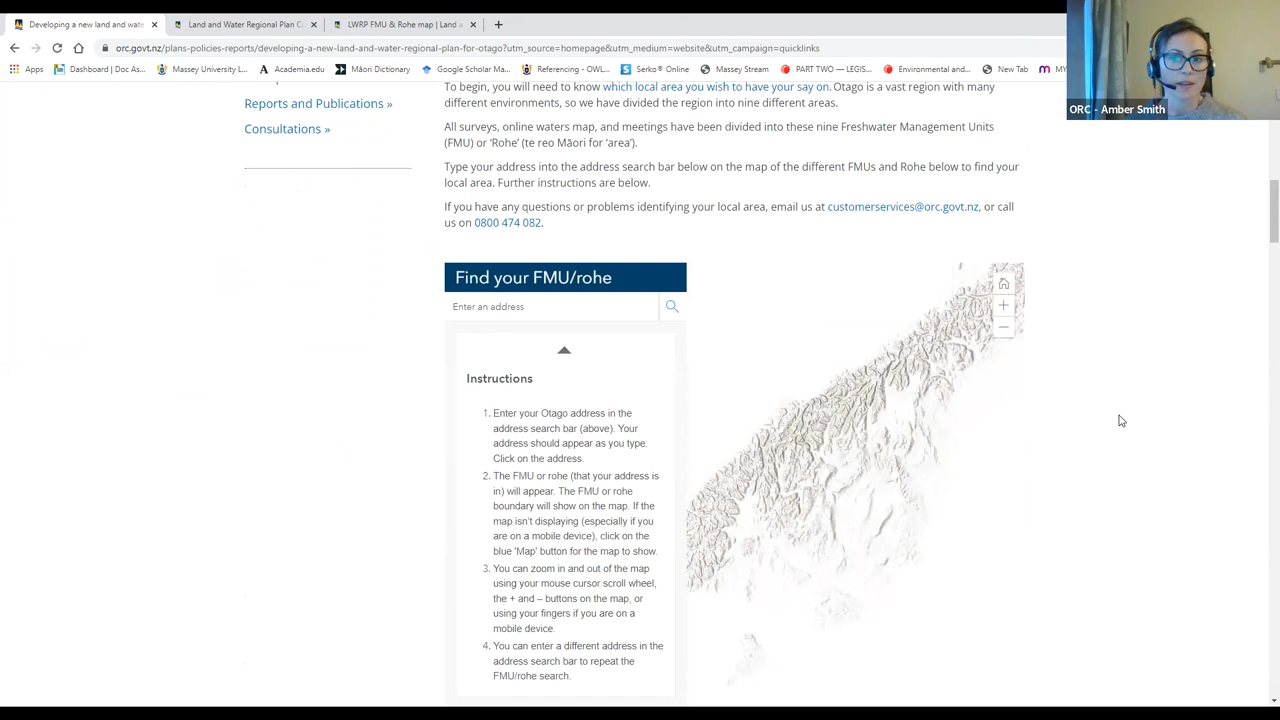 Developing a new land and wate
Land and Water Regional Plan C
LWRP FMU & Rohe map | Land a
orc.govt.nz/plans-policies-reports/developing-a-new-land-and-water-regional-plan-for-otago?utm_source=homepage&utm_medium=website&utm_campaign=quicklinks
Apps
Dashboard | Doc As...
Massey University L...
Academia.edu
Māori Dictionary
Google Scholar Ma...
Referencing - OWL...
Serko® Online
Massey Stream
PART TWO — LEGIS...
Environmental and...
New Tab
MY
ORC - Amber Smith
Reports and Publications »
Consultations »
To begin, you will need to know which local area you wish to have your say on. Otago is a vast region with many
different environments, so we have divided the region into nine different areas.
All surveys, online waters map, and meetings have been divided into these nine Freshwater Management Units
(FMU) or ‘Rohe’ (te reo Māori for ‘area’).
Type your address into the address search bar below on the map of the different FMUs and Rohe below to find your
local area. Further instructions are below.
If you have any questions or problems identifying your local area, email us at customerservices@orc.govt.nz, or call
us on 0800 474 082.
Find your FMU/rohe
Enter an address
Instructions
1. Enter your Otago address in the
address search bar (above). Your
address should appear as you type.
Click on the address.
2. The FMU or rohe (that your address is
in) will appear. The FMU or rohe
boundary will show on the map. If the
map isn't displaying (especially if you
are on a mobile device), click on the
blue 'Map' button for the map to show.
3. You can zoom in and out of the map
using your mouse cursor scroll wheel,
the + and – buttons on the map, or
using your fingers if you are on a
mobile device.
4. You can enter a different address in the
address search bar to repeat the
FMU/rohe search.